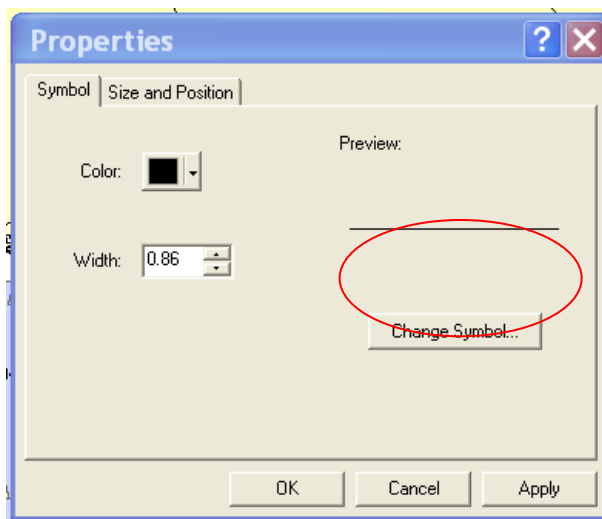 Properties
Symbol
Size and Position
Preview:
Color:
Width: 0.86
Change Symbol...
OK
Cancel
Apply